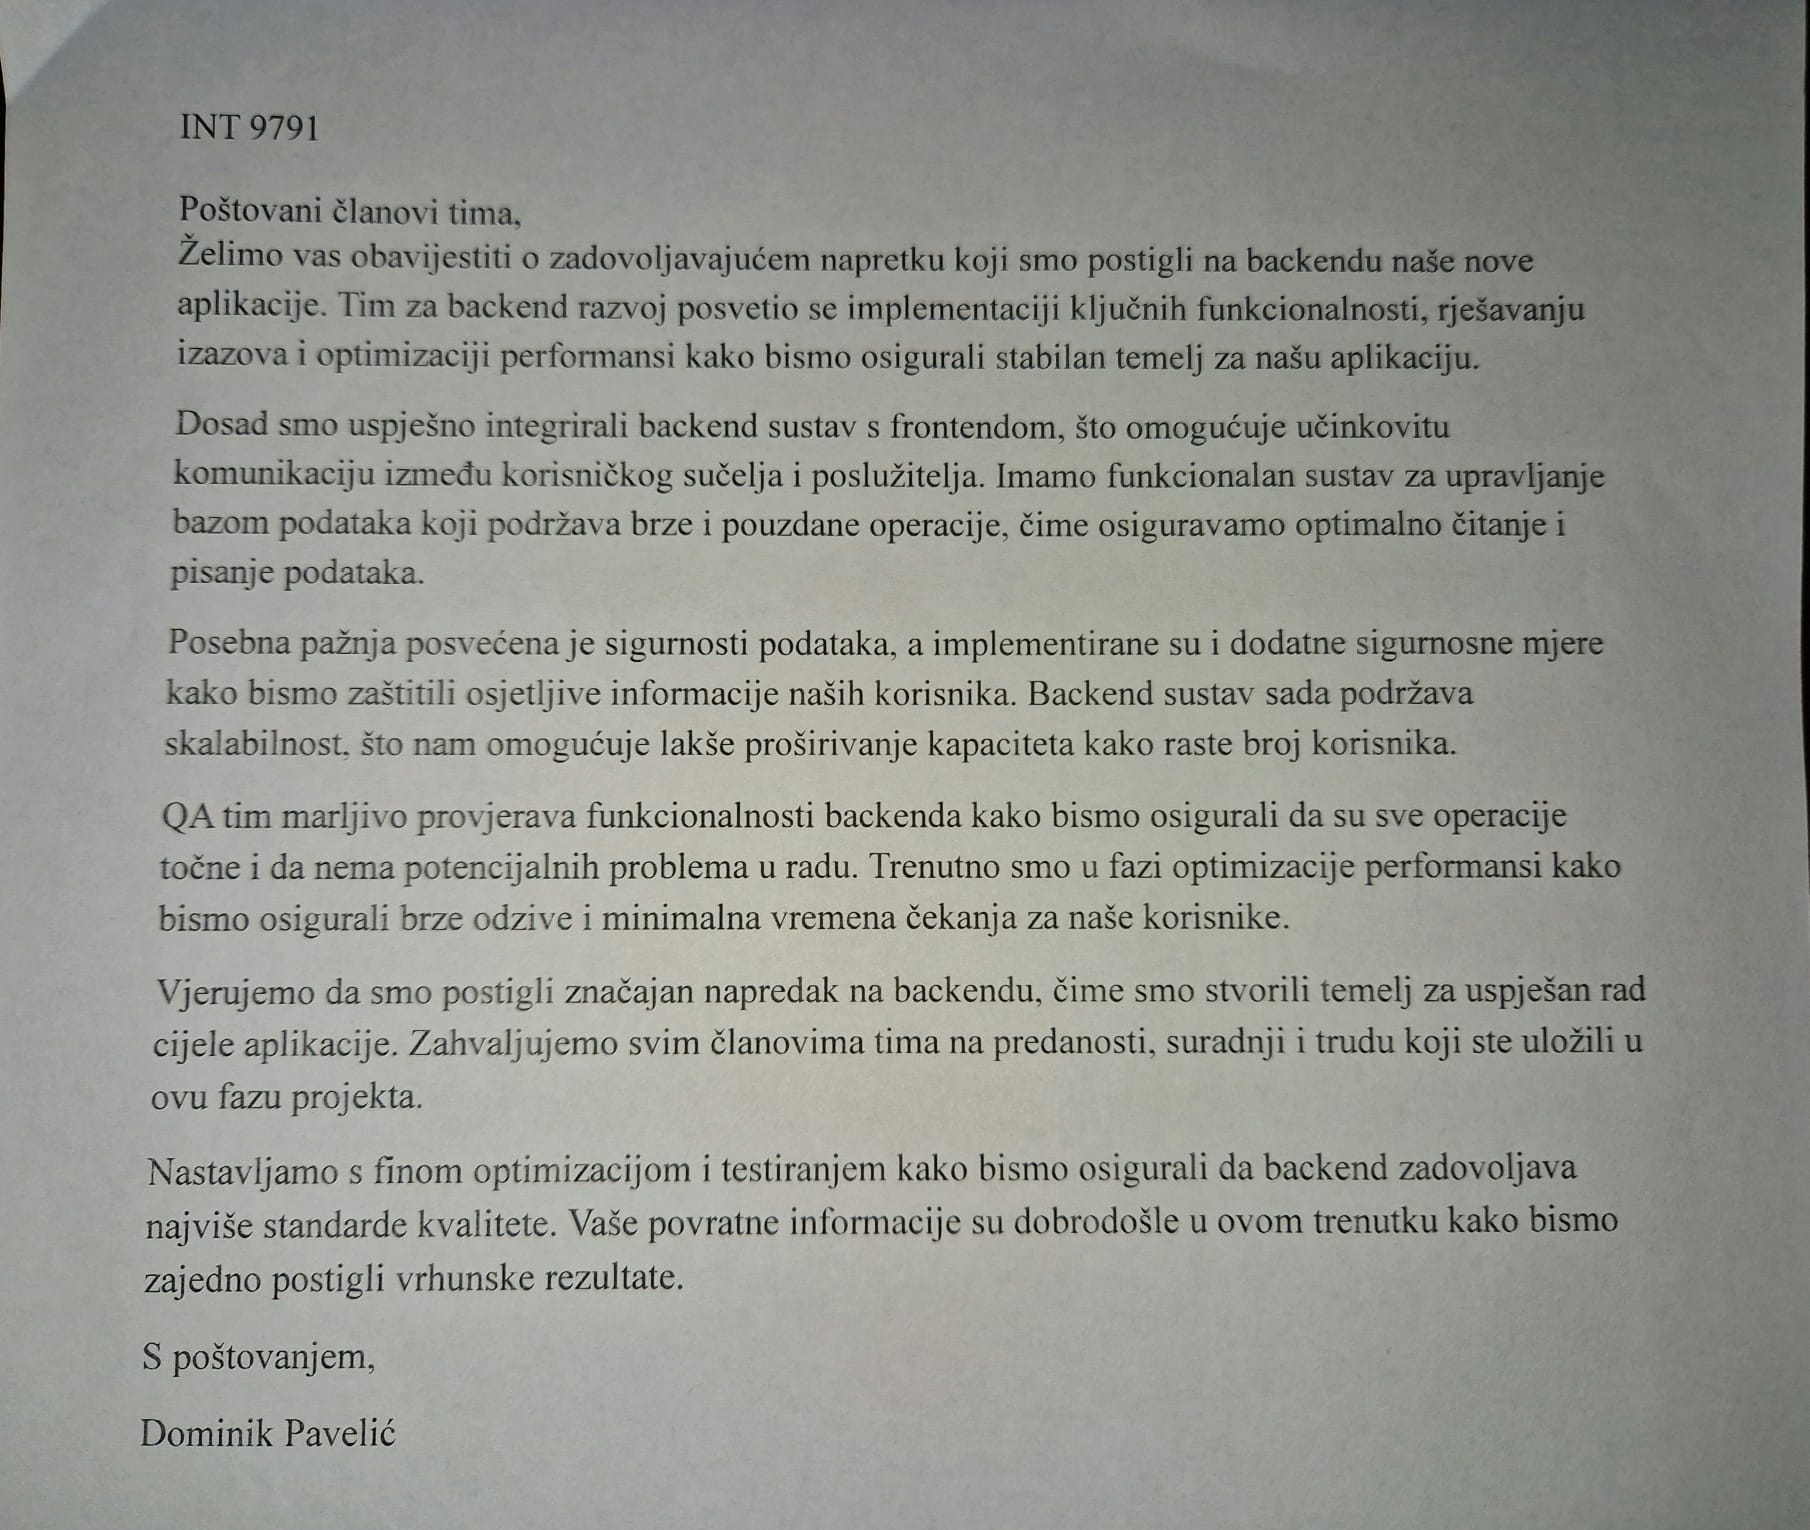 INT 9791
Poštovani članovi tima,
Želimo vas obavijestiti o zadovoljavajućem napretku koji smo postigli na backendu naše nove
aplikacije. Tim za backend razvoj posvetio se implementaciji ključnih funkcionalnosti, rješavanju
izazova i optimizaciji performansi kako bismo osigurali stabilan temelj za našu aplikaciju.
Dosad smo uspješno integrirali backend sustav s frontendom, što omogućuje učinkovitu
komunikaciju između korisničkog sučelja i poslužitelja. Imamo funkcionalan sustav za upravljanje
bazom podataka koji podržava brze i pouzdane operacije, čime osiguravamo optimalno čitanje i
pisanje podataka.
Posebna pažnja posvećena je sigurnosti podataka, a implementirane su i dodatne sigurnosne mjere
kako bismo zaštitili osjetljive informacije naših korisnika. Backend sustav sada podržava
skalabilnost, što nam omogućuje lakše proširivanje kapaciteta kako raste broj korisnika.
QA tim marljivo provjerava funkcionalnosti backenda kako bismo osigurali da su sve operacije
točne i da nema potencijalnih problema u radu. Trenutno smo u fazi optimizacije performansi kako
bismo osigurali brze odzive i minimalna vremena čekanja za naše korisnike.
Vjerujemo da smo postigli značajan napredak na backendu, čime smo stvorili temelj za uspješan rad
cijele aplikacije. Zahvaljujemo svim članovima tima na predanosti, suradnji i trudu koji ste uložili u
ovu fazu projekta.
Nastavljamo s finom optimizacijom i testiranjem kako bismo osigurali da backend zadovoljava
najviše standarde kvalitete. Vaše povratne informacije su dobrodošle u ovom trenutku kako bismo
zajedno postigli vrhunske rezultate.
S poštovanjem,
Dominik Pavelić